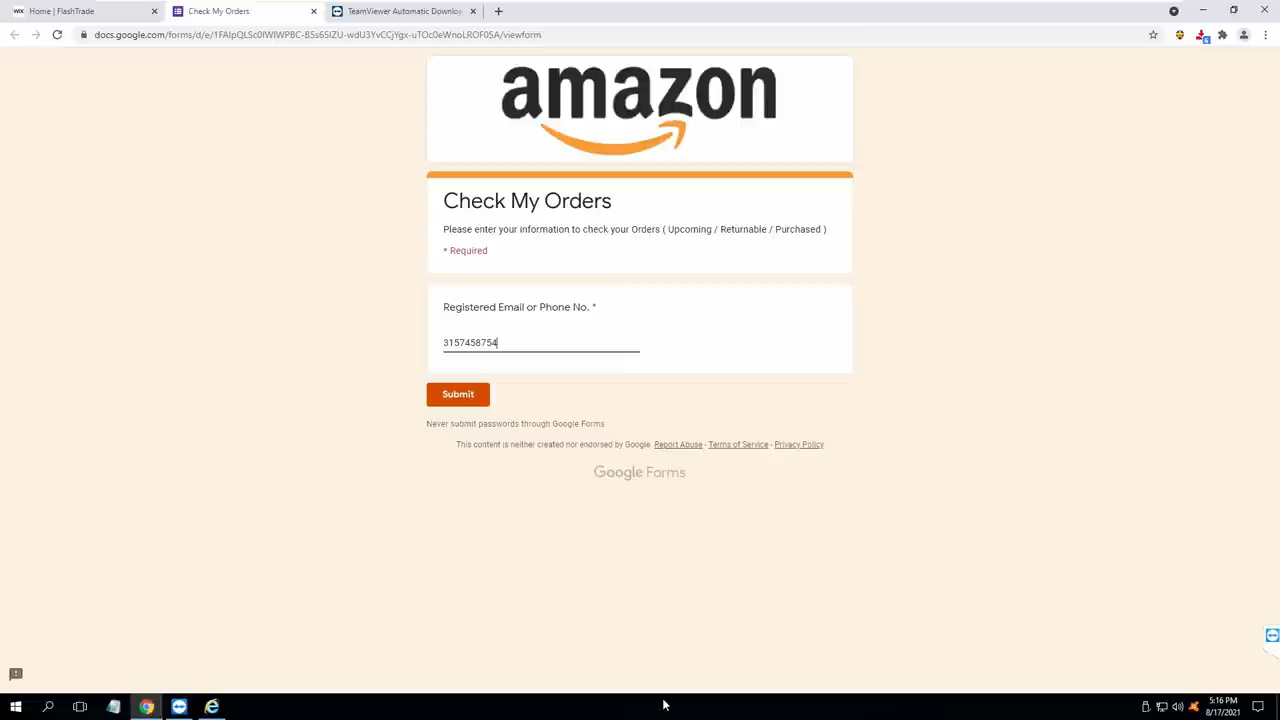 Home | FlashTrade
Check My Orders
TeamViewer Automatic Downlo
docs.google.com/forms/d/e/1FAIpQLSc0IWIWPBC-B5s65IZU-wdU3YvCCjYgx-uTOc0eWnoLROF0SA/viewform
amazon
Check My Orders
Please enter your information to check your Orders ( Upcoming / Returnable / Purchased )
* Required
Registered Email or Phone No. *
3157458754
Submit
Never submit passwords through Google Forms
This content is neither created nor endorsed by Google. Report Abuse - Terms of Service - Privacy Policy
Google Forms
5:16 PM
8/17/2021